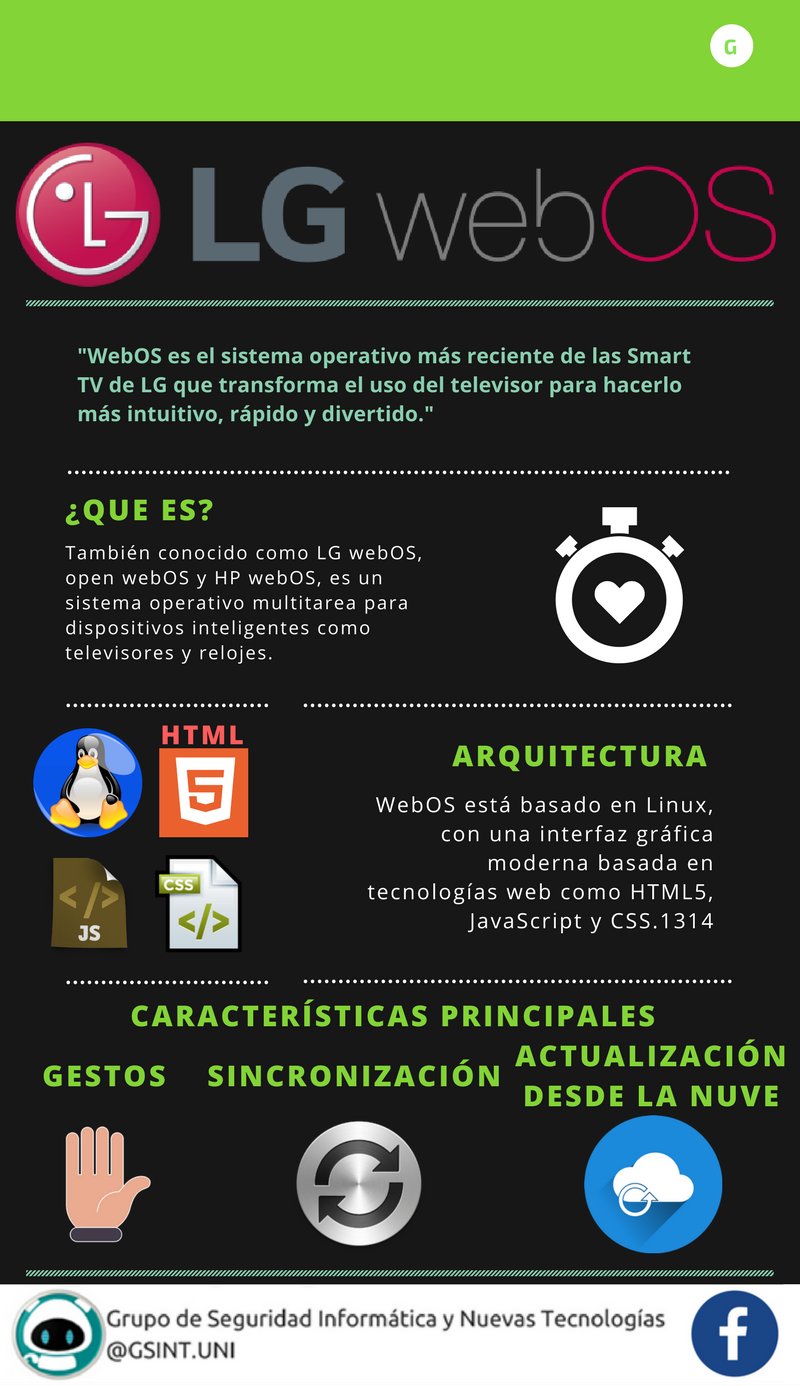 G
LG LG webOS
"WebOS es el sistema operativo más reciente de las Smart
TV de LG que transforma el uso del televisor para hacerlo
más intuitivo, rápido y divertido."
¿QUE ES?
También conocido como LG webOS,
open webOS y HP webOS, es un
sistema operativo multitarea para
dispositivos inteligentes como
televisores y relojes.
HTML
5
JS
CSS
</>
ARQUITECTURA
WebOS está basado en Linux,
con una interfaz gráfica
moderna basada en
tecnologías web como HTML5,
JavaScript y CSS.1314
CARACTERÍSTICAS PRINCIPALES
GESTOS
SINCRONIZACIÓN
ACTUALIZACIÓN
DESDE LA NUVE
Grupo de Seguridad Informática y Nuevas Tecnologías
@GSINT.UNI
f